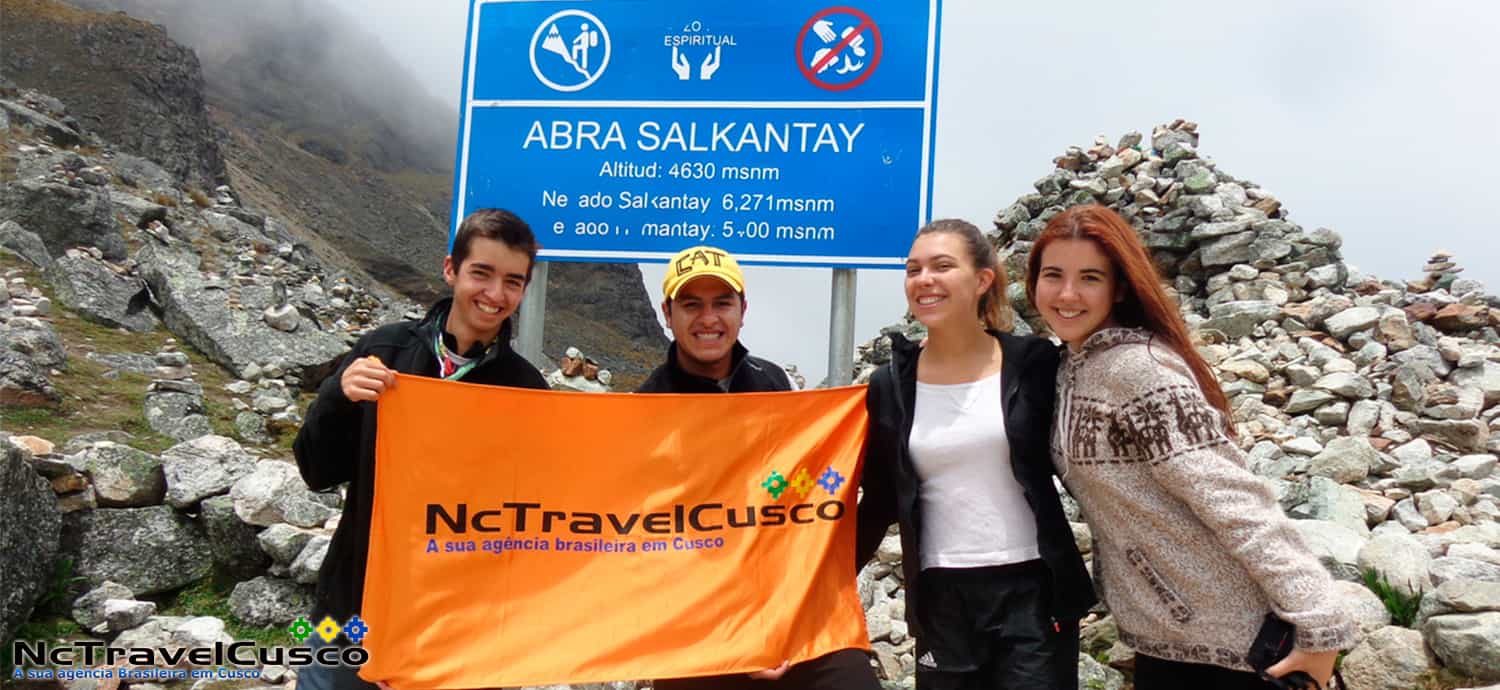 ESPIRITUAL
ABRA SALKANTAY
Altitud: 4630 msnm
Salkantay 6,271msnm
msnm
CAT
NcTravelCusco
A sua agência brasileira em Cusco
NcTravelCusco
A sua agência brasileira em Cusco